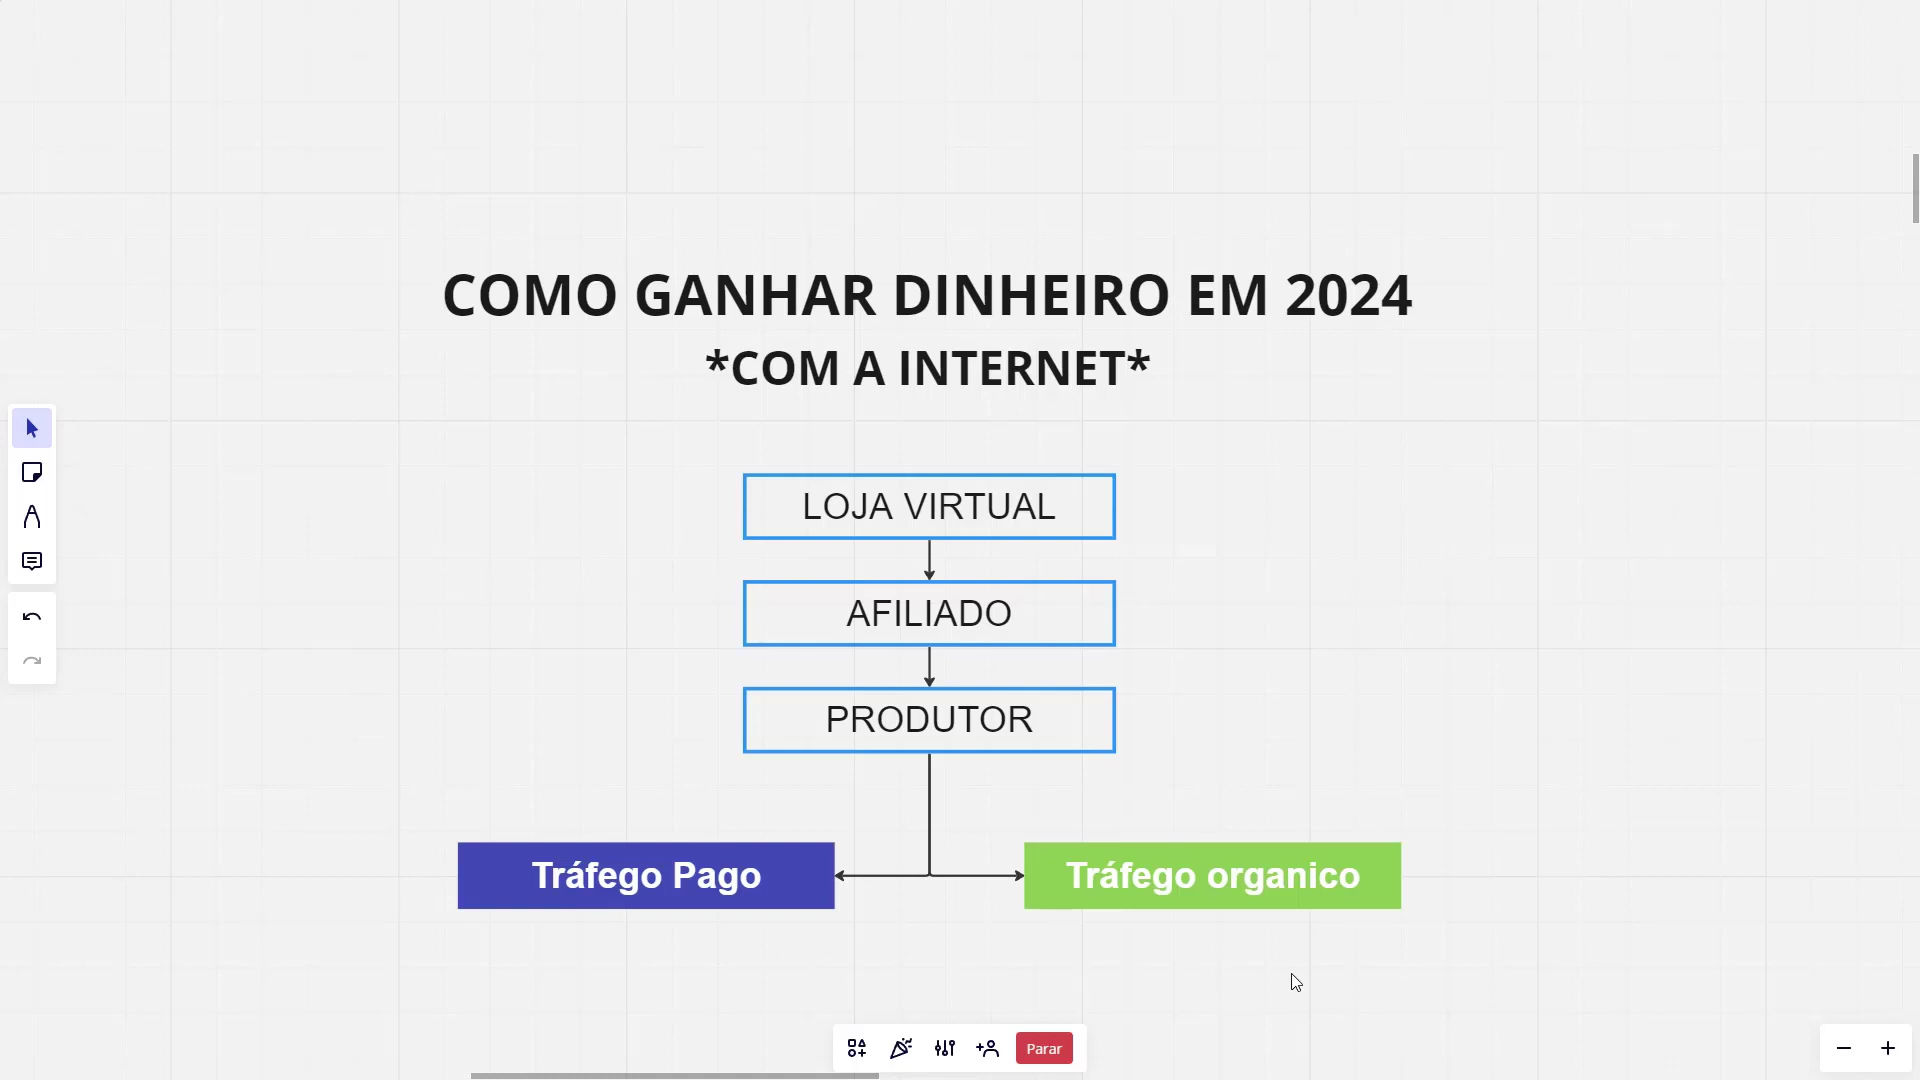 COMO GANHAR DINHEIRO EM 2024
*COM A INTERNET*
LOJA VIRTUAL
AFILIADO
PRODUTOR
Tráfego Pago
Tráfego organico
Parar